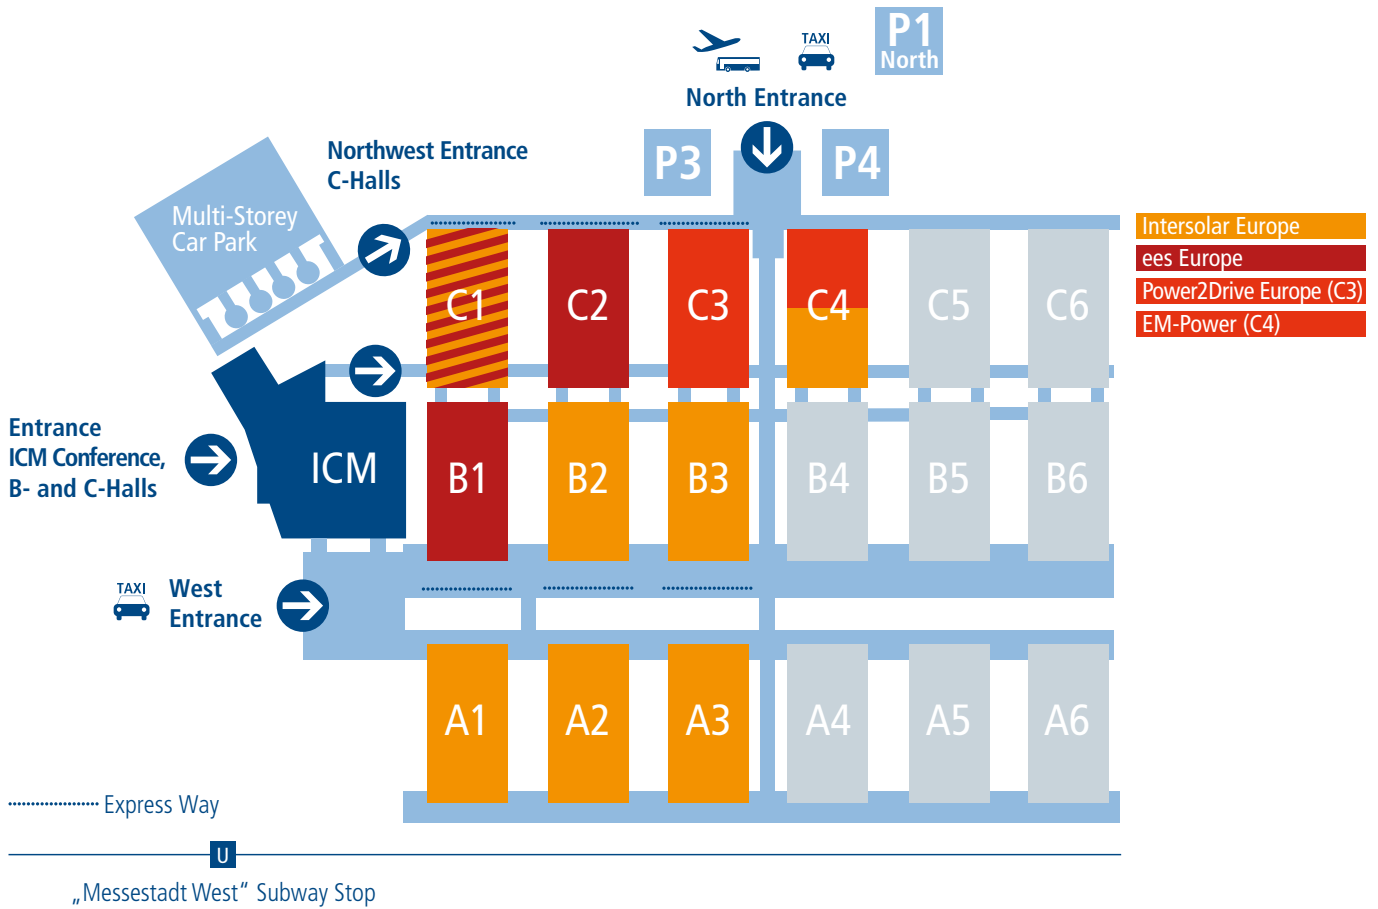 TAXI
P1
North
North Entrance
P3
P4
Northwest Entrance
C-Halls
Multi-Storey
Car Park
Intersolar Europe
ees Europe
Power2Drive Europe (C3)
EM-Power (C4)
C1
C2
C3
C4
C5
C6
Entrance
ICM Conference,
B- and C-Halls
ICM
B1
B2
B3
B4
B5
B6
TAXI
West
Entrance
A1
A2
A3
A4
A5
A6
Express Way
U
„Messestadt West“ Subway Stop